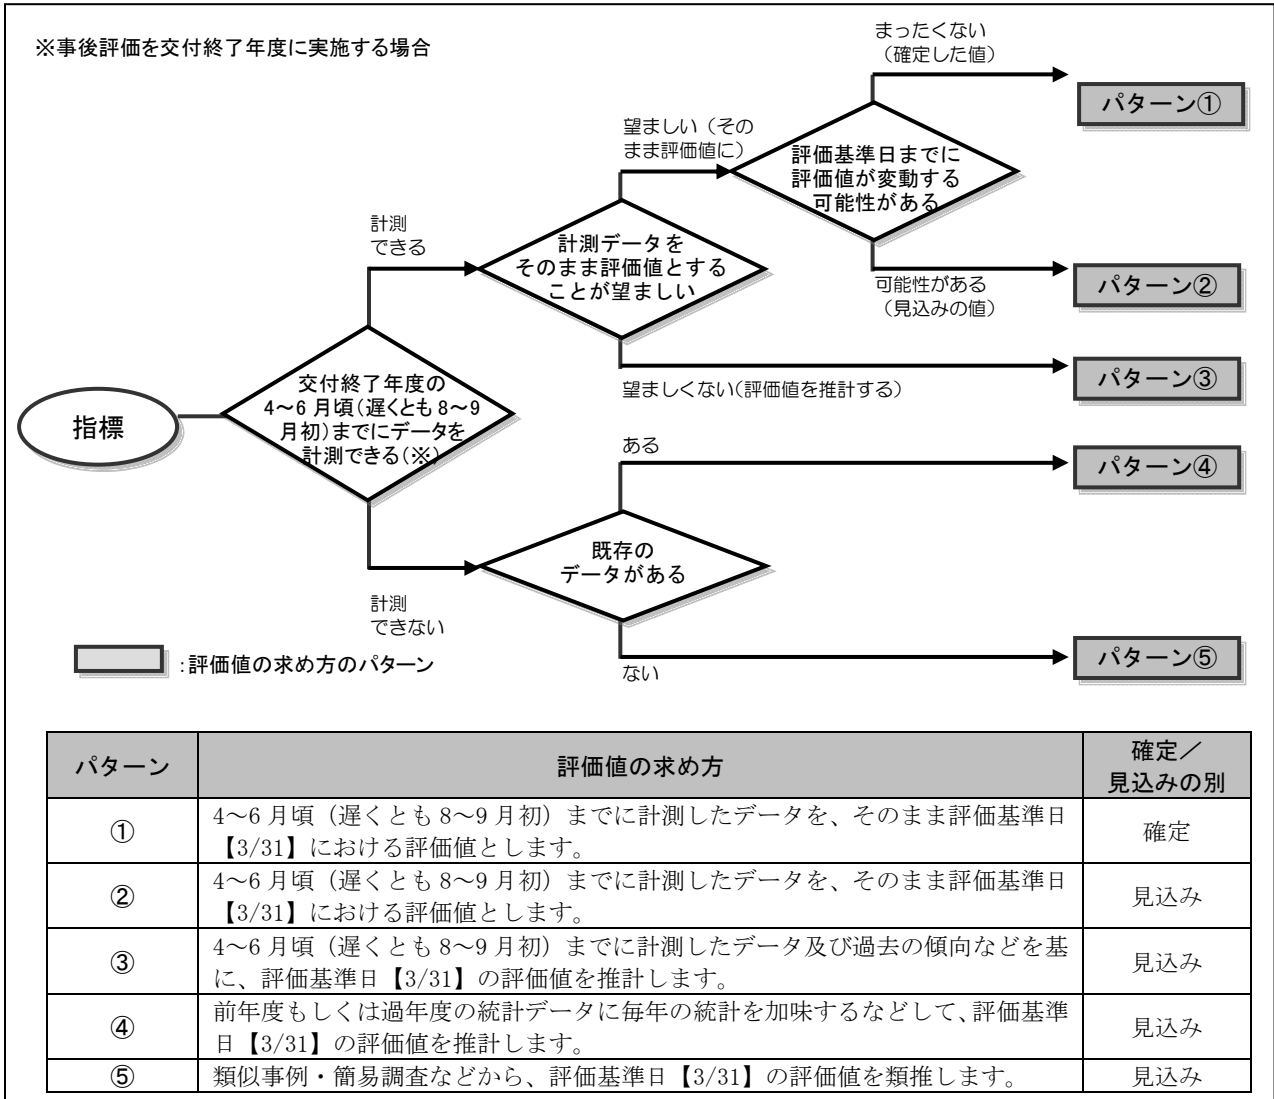 ※事後評価を交付終了年度に実施する場合
まったくない
（確定した値）
パターン①
望ましい（その
まま評価値に）
評価基準日までに
評価値が変動する
可能性がある
計測
できる
計測データを
そのまま評価値とする
ことが望ましい
可能性がある
（見込みの値）
パターン②
望ましくない（評価値を推計する）
パターン③
指標
交付終了年度の
4～6 月頃（遅くとも 8～9
月初）までにデータを
計測できる（※）
ある
パターン④
既存の
データがある
計測
できない
ない
パターン⑤
：評価値の求め方のパターン
パターン
評価値の求め方
確定／
見込みの別
①
4～6 月頃（遅くとも 8～9 月初）までに計測したデータを、そのまま評価基準日
【3/31】における評価値とします。
確定
②
4～6 月頃（遅くとも 8～9 月初）までに計測したデータを、そのまま評価基準日
【3/31】における評価値とします。
見込み
③
4～6 月頃（遅くとも 8～9 月初）までに計測したデータ及び過去の傾向などを基
に、評価基準日【3/31】の評価値を推計します。
見込み
④
前年度もしくは過年度の統計データに毎年の統計を加味するなどして、評価基準
日【3/31】の評価値を推計します。
見込み
⑤
類似事例・簡易調査などから、評価基準日【3/31】の評価値を類推します。
見込み